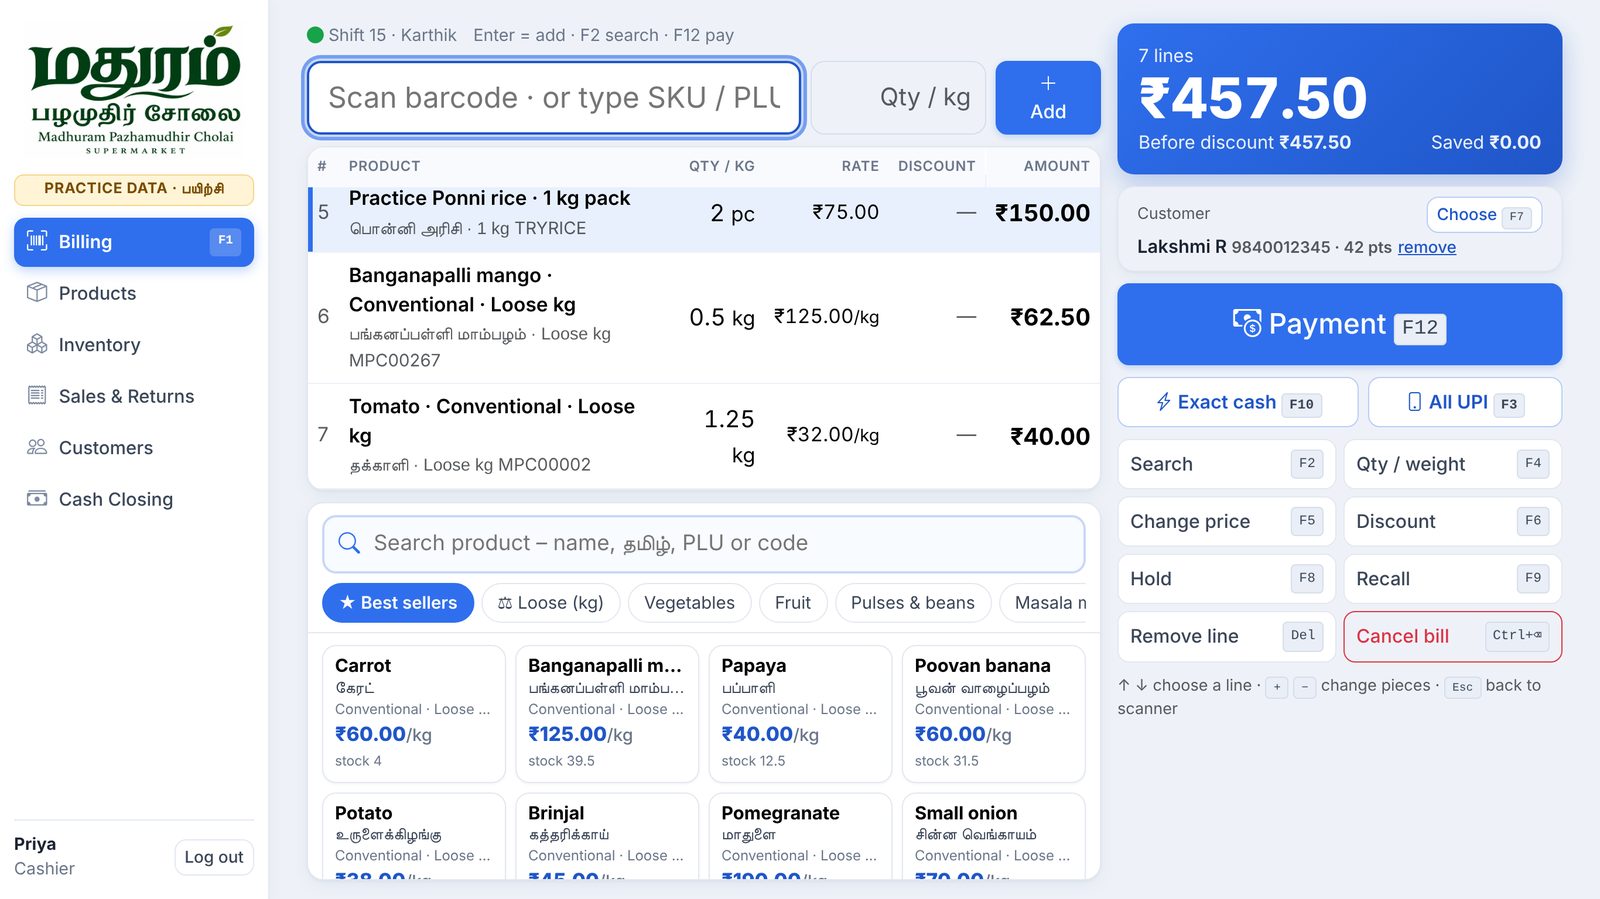 மதுரம்
பழமுதிர் சோலை
Madhuram Pazhamudhir Cholai
SUPERMARKET
PRACTICE DATA · பயிற்சி
Billing F1
Products
Inventory
Sales & Returns
Customers
Cash Closing
Priya
Cashier
Log out
Shift 15 · Karthik Enter = add · F2 search · F12 pay
Scan barcode · or type SKU / PLU
Qty / kg
+ Add
# PRODUCT QTY / KG RATE DISCOUNT AMOUNT
5 Practice Ponni rice · 1 kg pack 2 pc ₹75.00 — ₹150.00
பொன்னி அரிசி · 1 kg TRYRICE
6 Banganapalli mango · Conventional · Loose kg 0.5 kg ₹125.00/kg — ₹62.50
பங்கனப்பள்ளி மாம்பழம் · Loose kg
MPC00267
7 Tomato · Conventional · Loose kg 1.25 kg ₹32.00/kg — ₹40.00
தக்காளி · Loose kg MPC00002
Search product – name, தமிழ், PLU or code
★ Best sellers ⚖ Loose (kg) Vegetables Fruit Pulses & beans Masala
Carrot
கேரட்
Conventional · Loose ...
₹60.00/kg
stock 4
Banganapalli m...
பங்கனப்பள்ளி மாம்ப...
Conventional · Loose ...
₹125.00/kg
stock 39.5
Papaya
பப்பாளி
Conventional · Loose ...
₹40.00/kg
stock 12.5
Poovan banana
பூவன் வாழைப்பழம்
Conventional · Loose ...
₹60.00/kg
stock 31.5
Potato
உருளைக்கிழங்கு
Conventional · Loose ...
Brinjal
கத்தரிக்காய்
Conventional · Loose ...
Pomegranate
மாதுளை
Conventional · Loose ...
Small onion
சின்ன வெங்காயம்
Conventional · Loose ...
7 lines
₹457.50
Before discount ₹457.50 Saved ₹0.00
Customer Choose F7
Lakshmi R 9840012345 · 42 pts remove
Payment F12
Exact cash F10 All UPI F3
Search F2 Qty / weight F4
Change price F5 Discount F6
Hold F8 Recall F9
Remove line Del Cancel bill Ctrl+⌫
↑ ↓ choose a line · + − change pieces · Esc back to
scanner